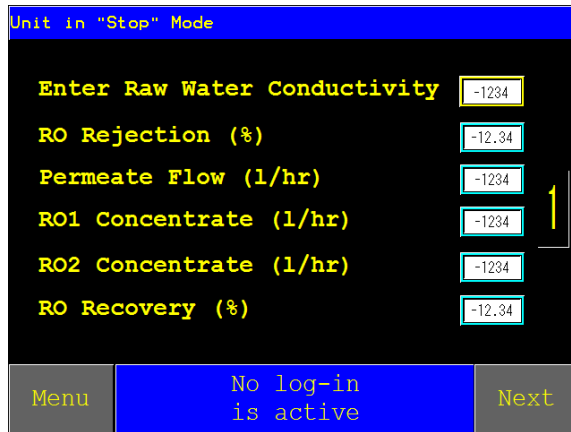 Unit in "Stop" Mode
Enter Raw Water Conductivity -1234
RO Rejection (%) -12.34
Permeate Flow (l/hr) -1234
RO1 Concentrate (l/hr) -1234
RO2 Concentrate (l/hr) -1234
RO Recovery (%) -12.34
1
Menu
No log-in
is active
Next